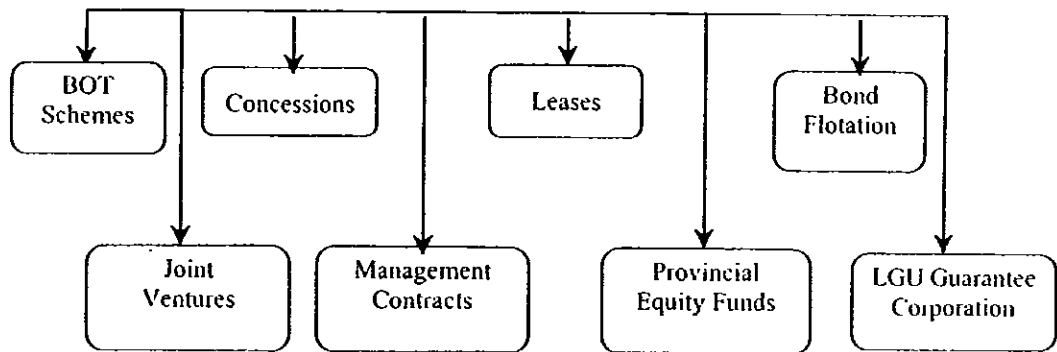 BOT
Schemes
Concessions
Leases
Bond
Flotation
Joint
Ventures
Management
Contracts
Provincial
Equity Funds
LGU Guarantee
Corporation